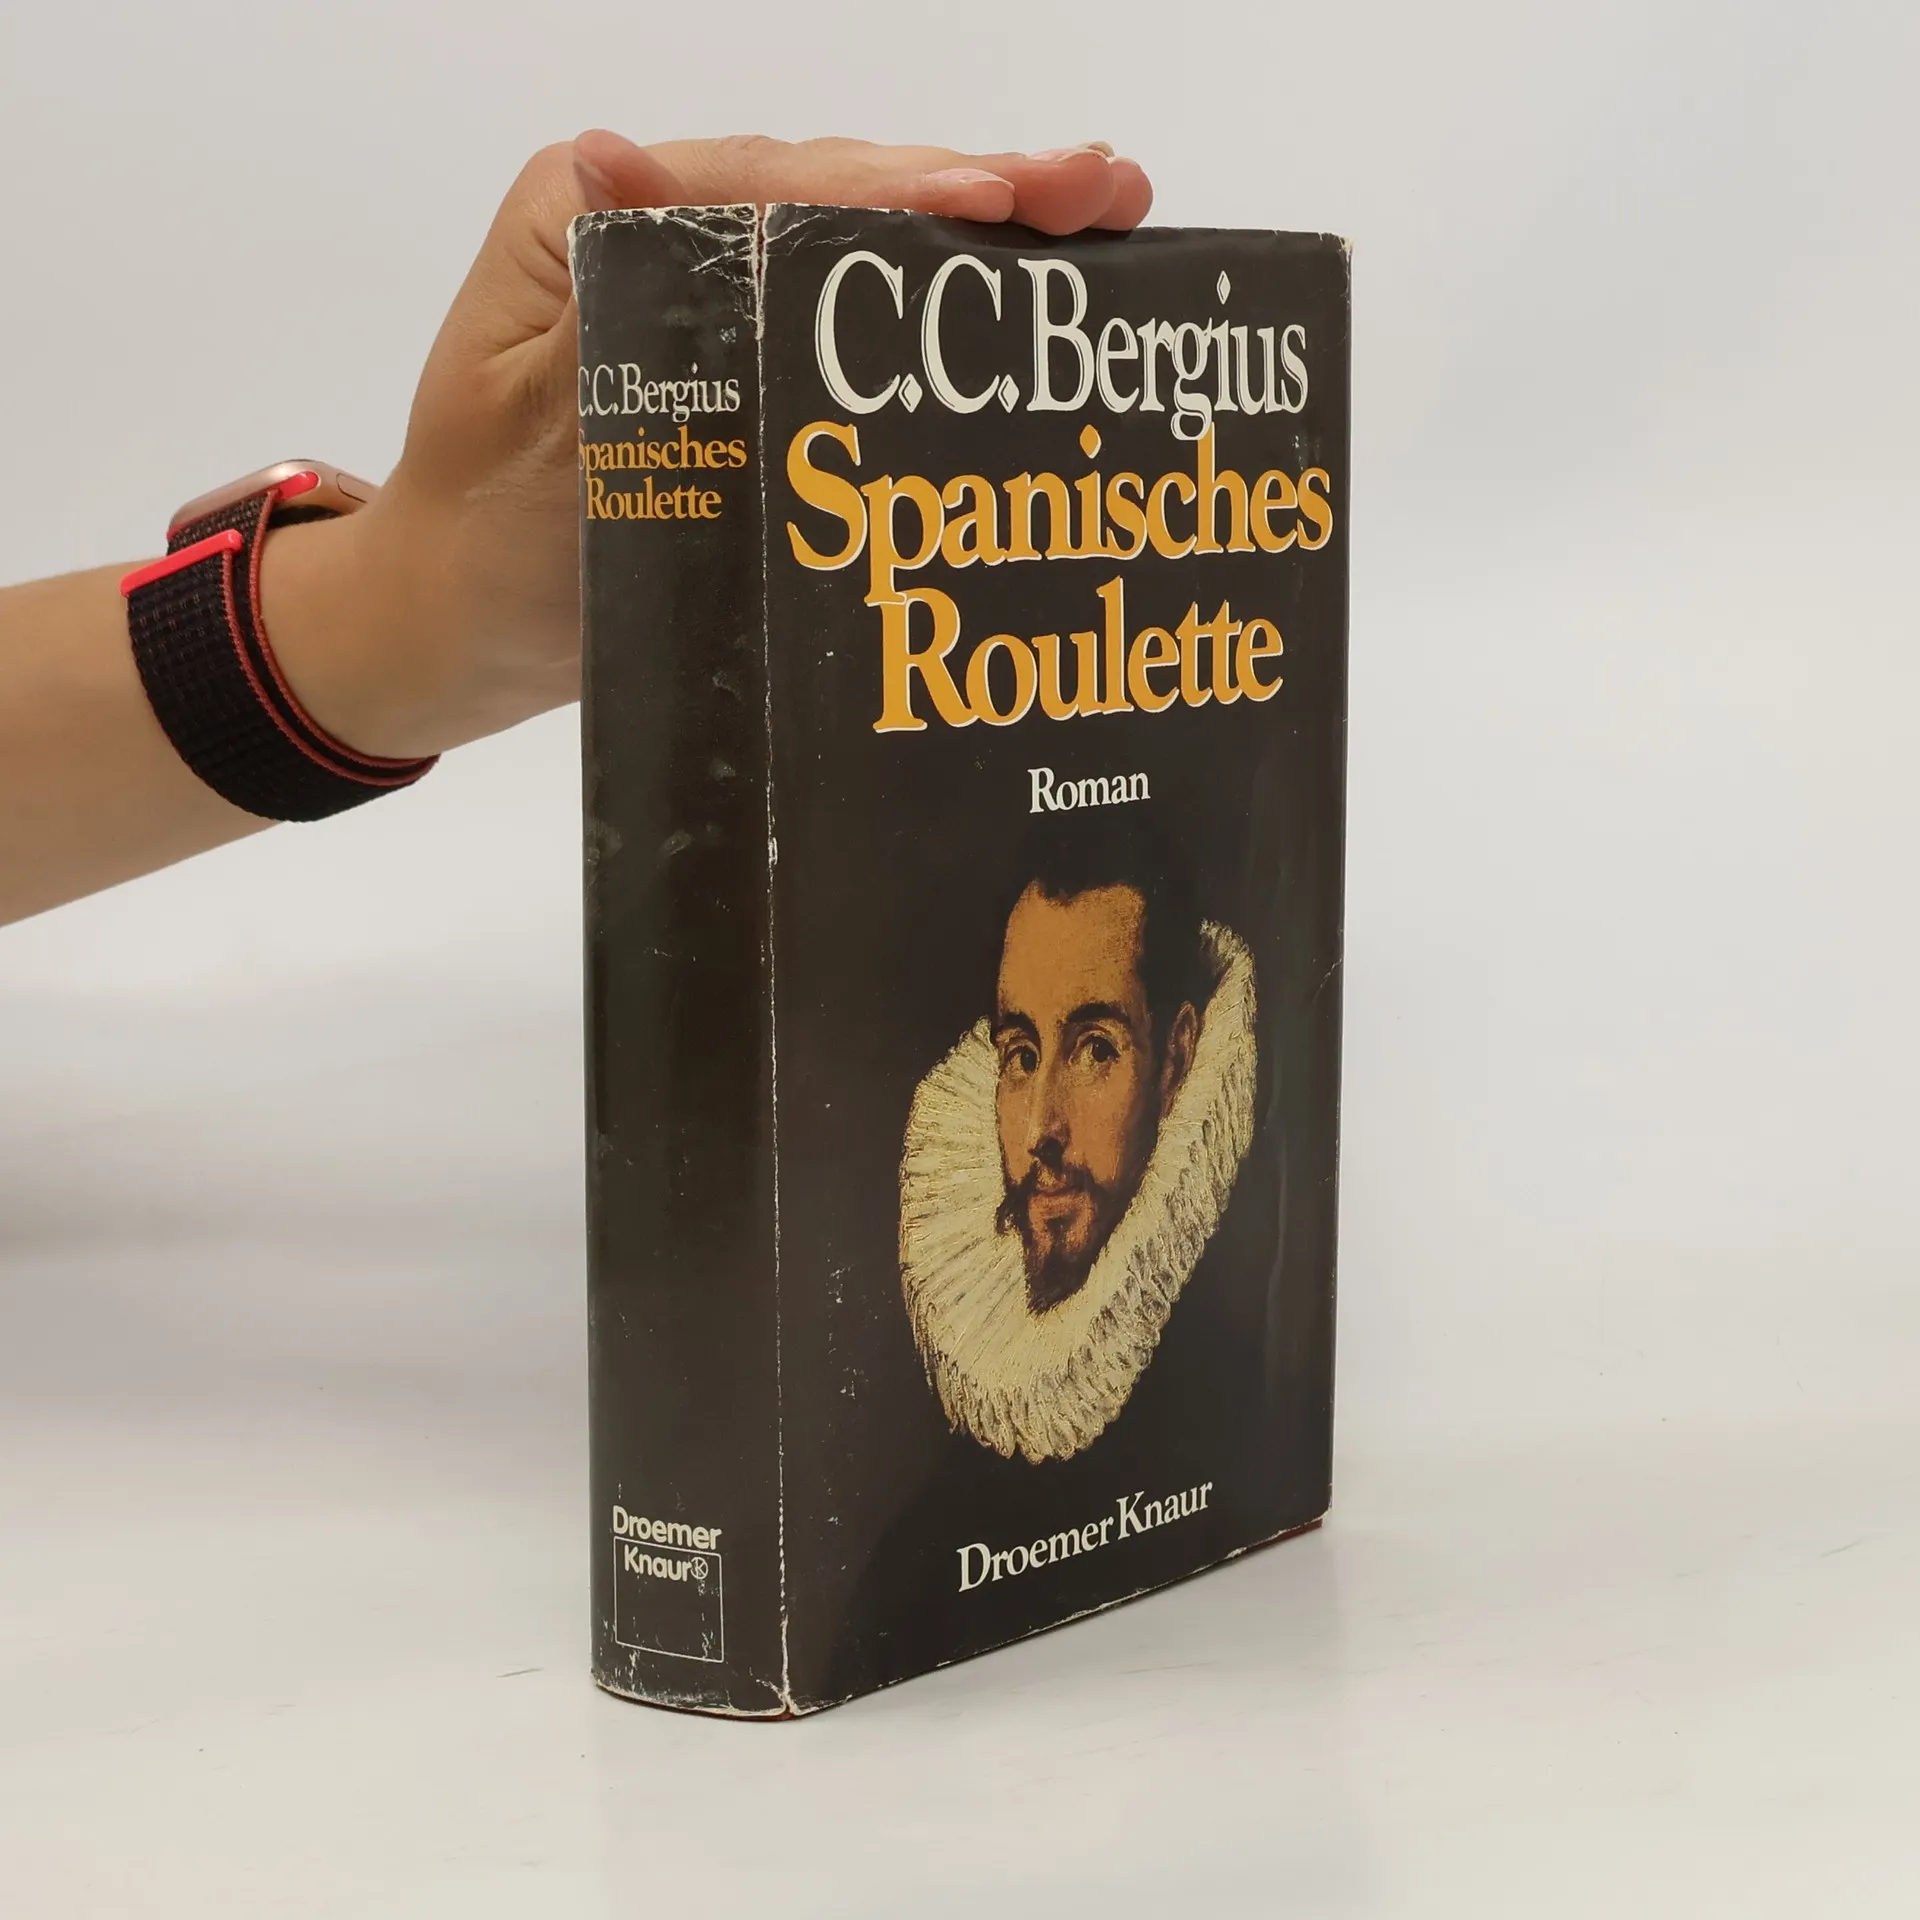 C.C.Bergius
Spanisches
Roulette
C.C.Bergius
Spanisches
Roulette
Roman
Droemer Knaur
Droemer
Knaur